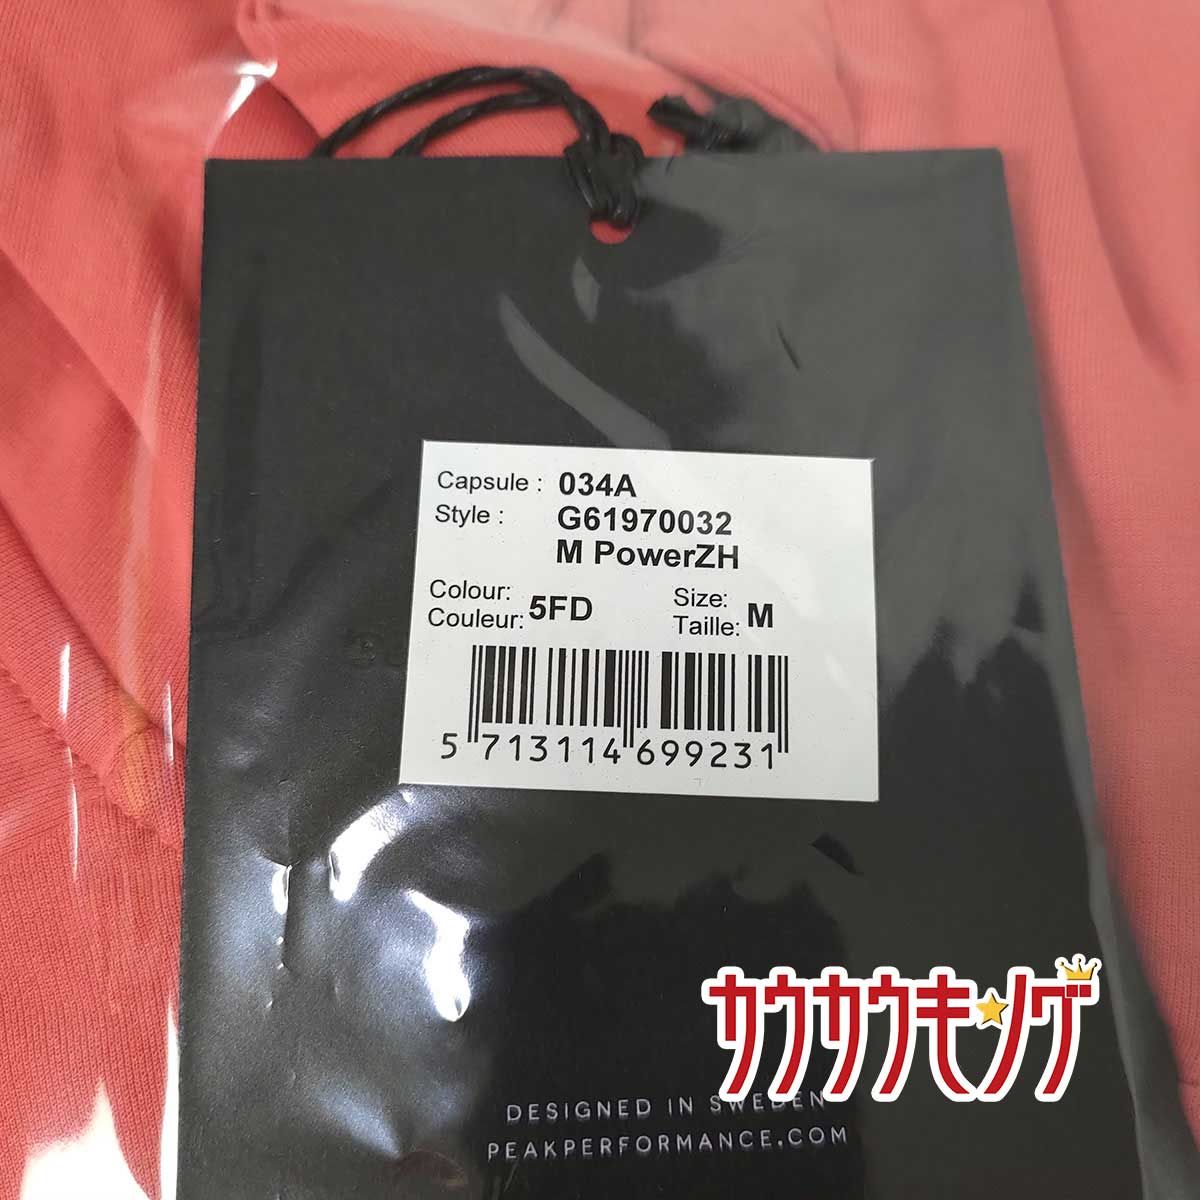 Capsule : 034A
Style : G61970032
M PowerZH
Colour: 5FD Size: M
Couleur: Taille:
5 713114 699231
カウカウキング
DESIGNED IN SWEDEN
PEAKPERFORMANCE.COM